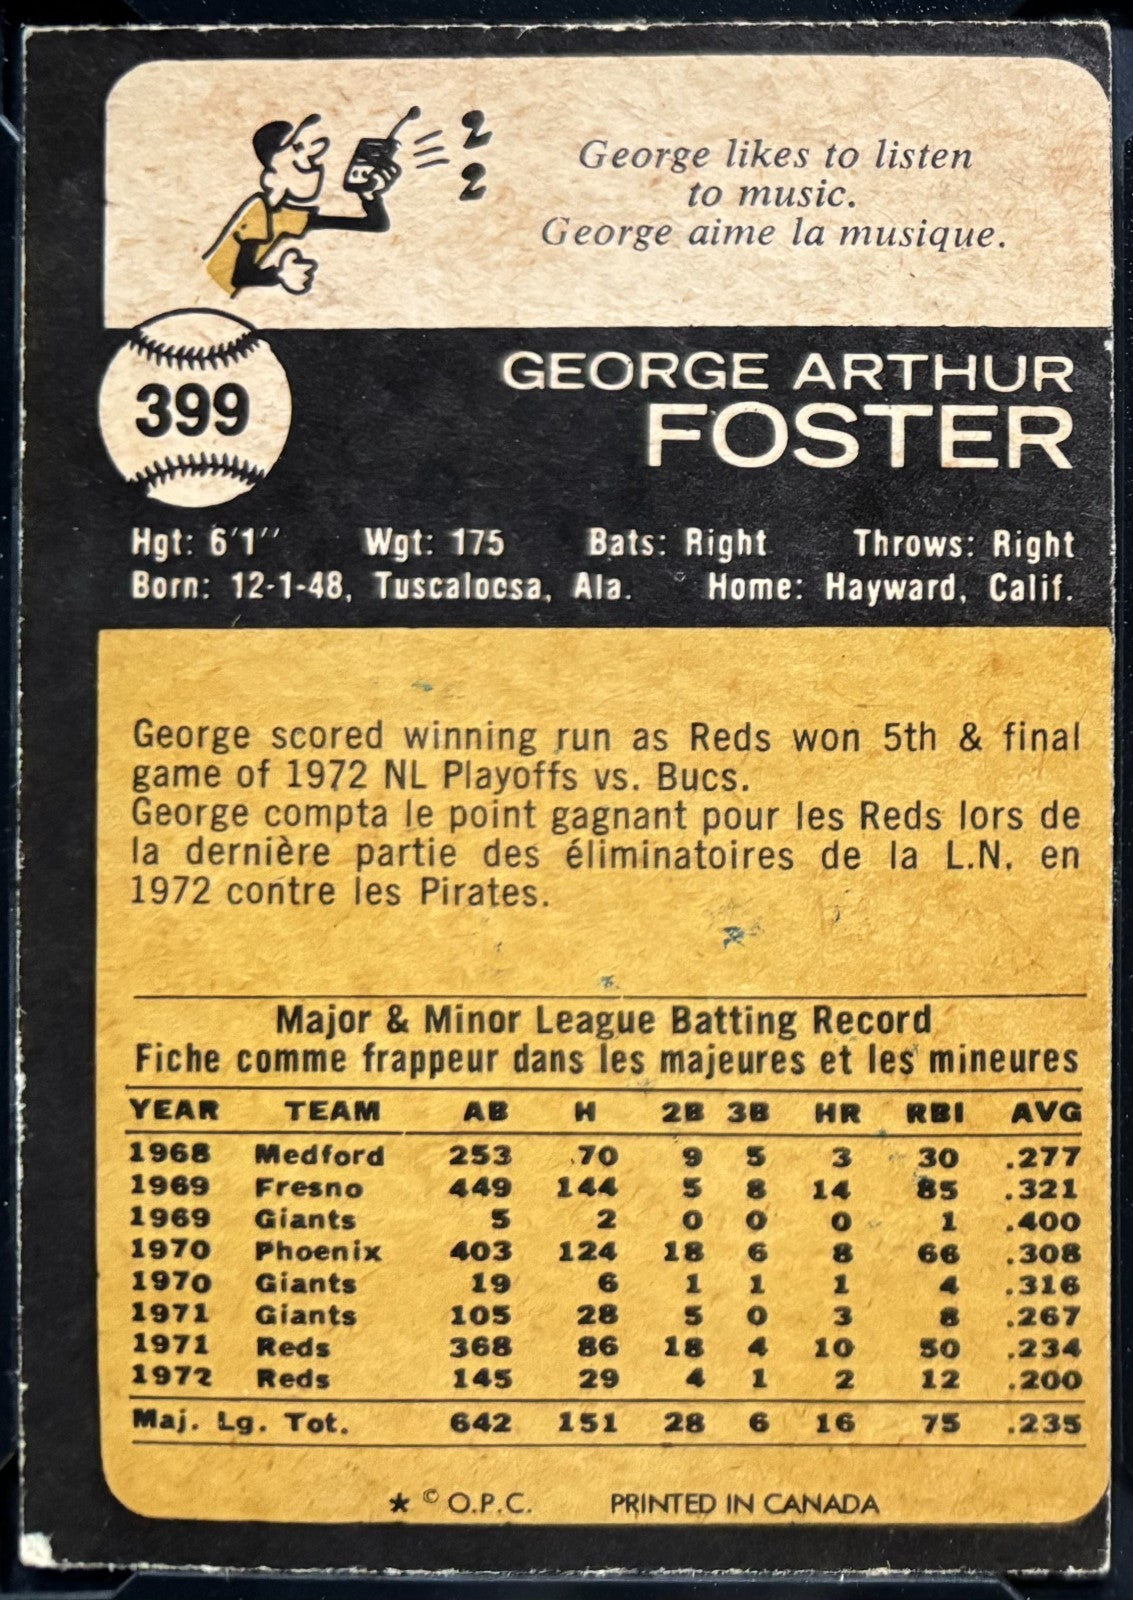 George likes to listen
to music.
George aime la musique.
399
GEORGE ARTHUR
FOSTER
Hgt: 6'1'' Wgt: 175 Bats: Right Throws: Right
Born: 12-1-48, Tuscaloosa, Ala. Home: Hayward, Calif.
George scored winning run as Reds won 5th & final
game of 1972 NL Playoffs vs. Bucs.
George compta le point gagnant pour les Reds lors de
la dernière partie des éliminatoires de la L.N. en
1972 contre les Pirates.
Major & Minor League Batting Record
Fiche comme frappeur dans les majeures et les mineures
YEAR TEAM AB H 2B 3B HR RBI AVG
1968 Medford 253 70 9 5 3 30 .277
1969 Fresno 449 144 5 8 14 85 .321
1969 Giants 5 2 0 0 0 1 .400
1970 Phoenix 403 124 18 6 8 66 .308
1970 Giants 19 6 1 1 1 4 .316
1971 Giants 105 28 5 0 3 8 .267
1971 Reds 368 86 18 4 10 50 .234
1972 Reds 145 29 4 1 2 12 .200
Maj. Lg. Tot. 642 151 28 6 16 75 .235
★ © O.P.C. PRINTED IN CANADA